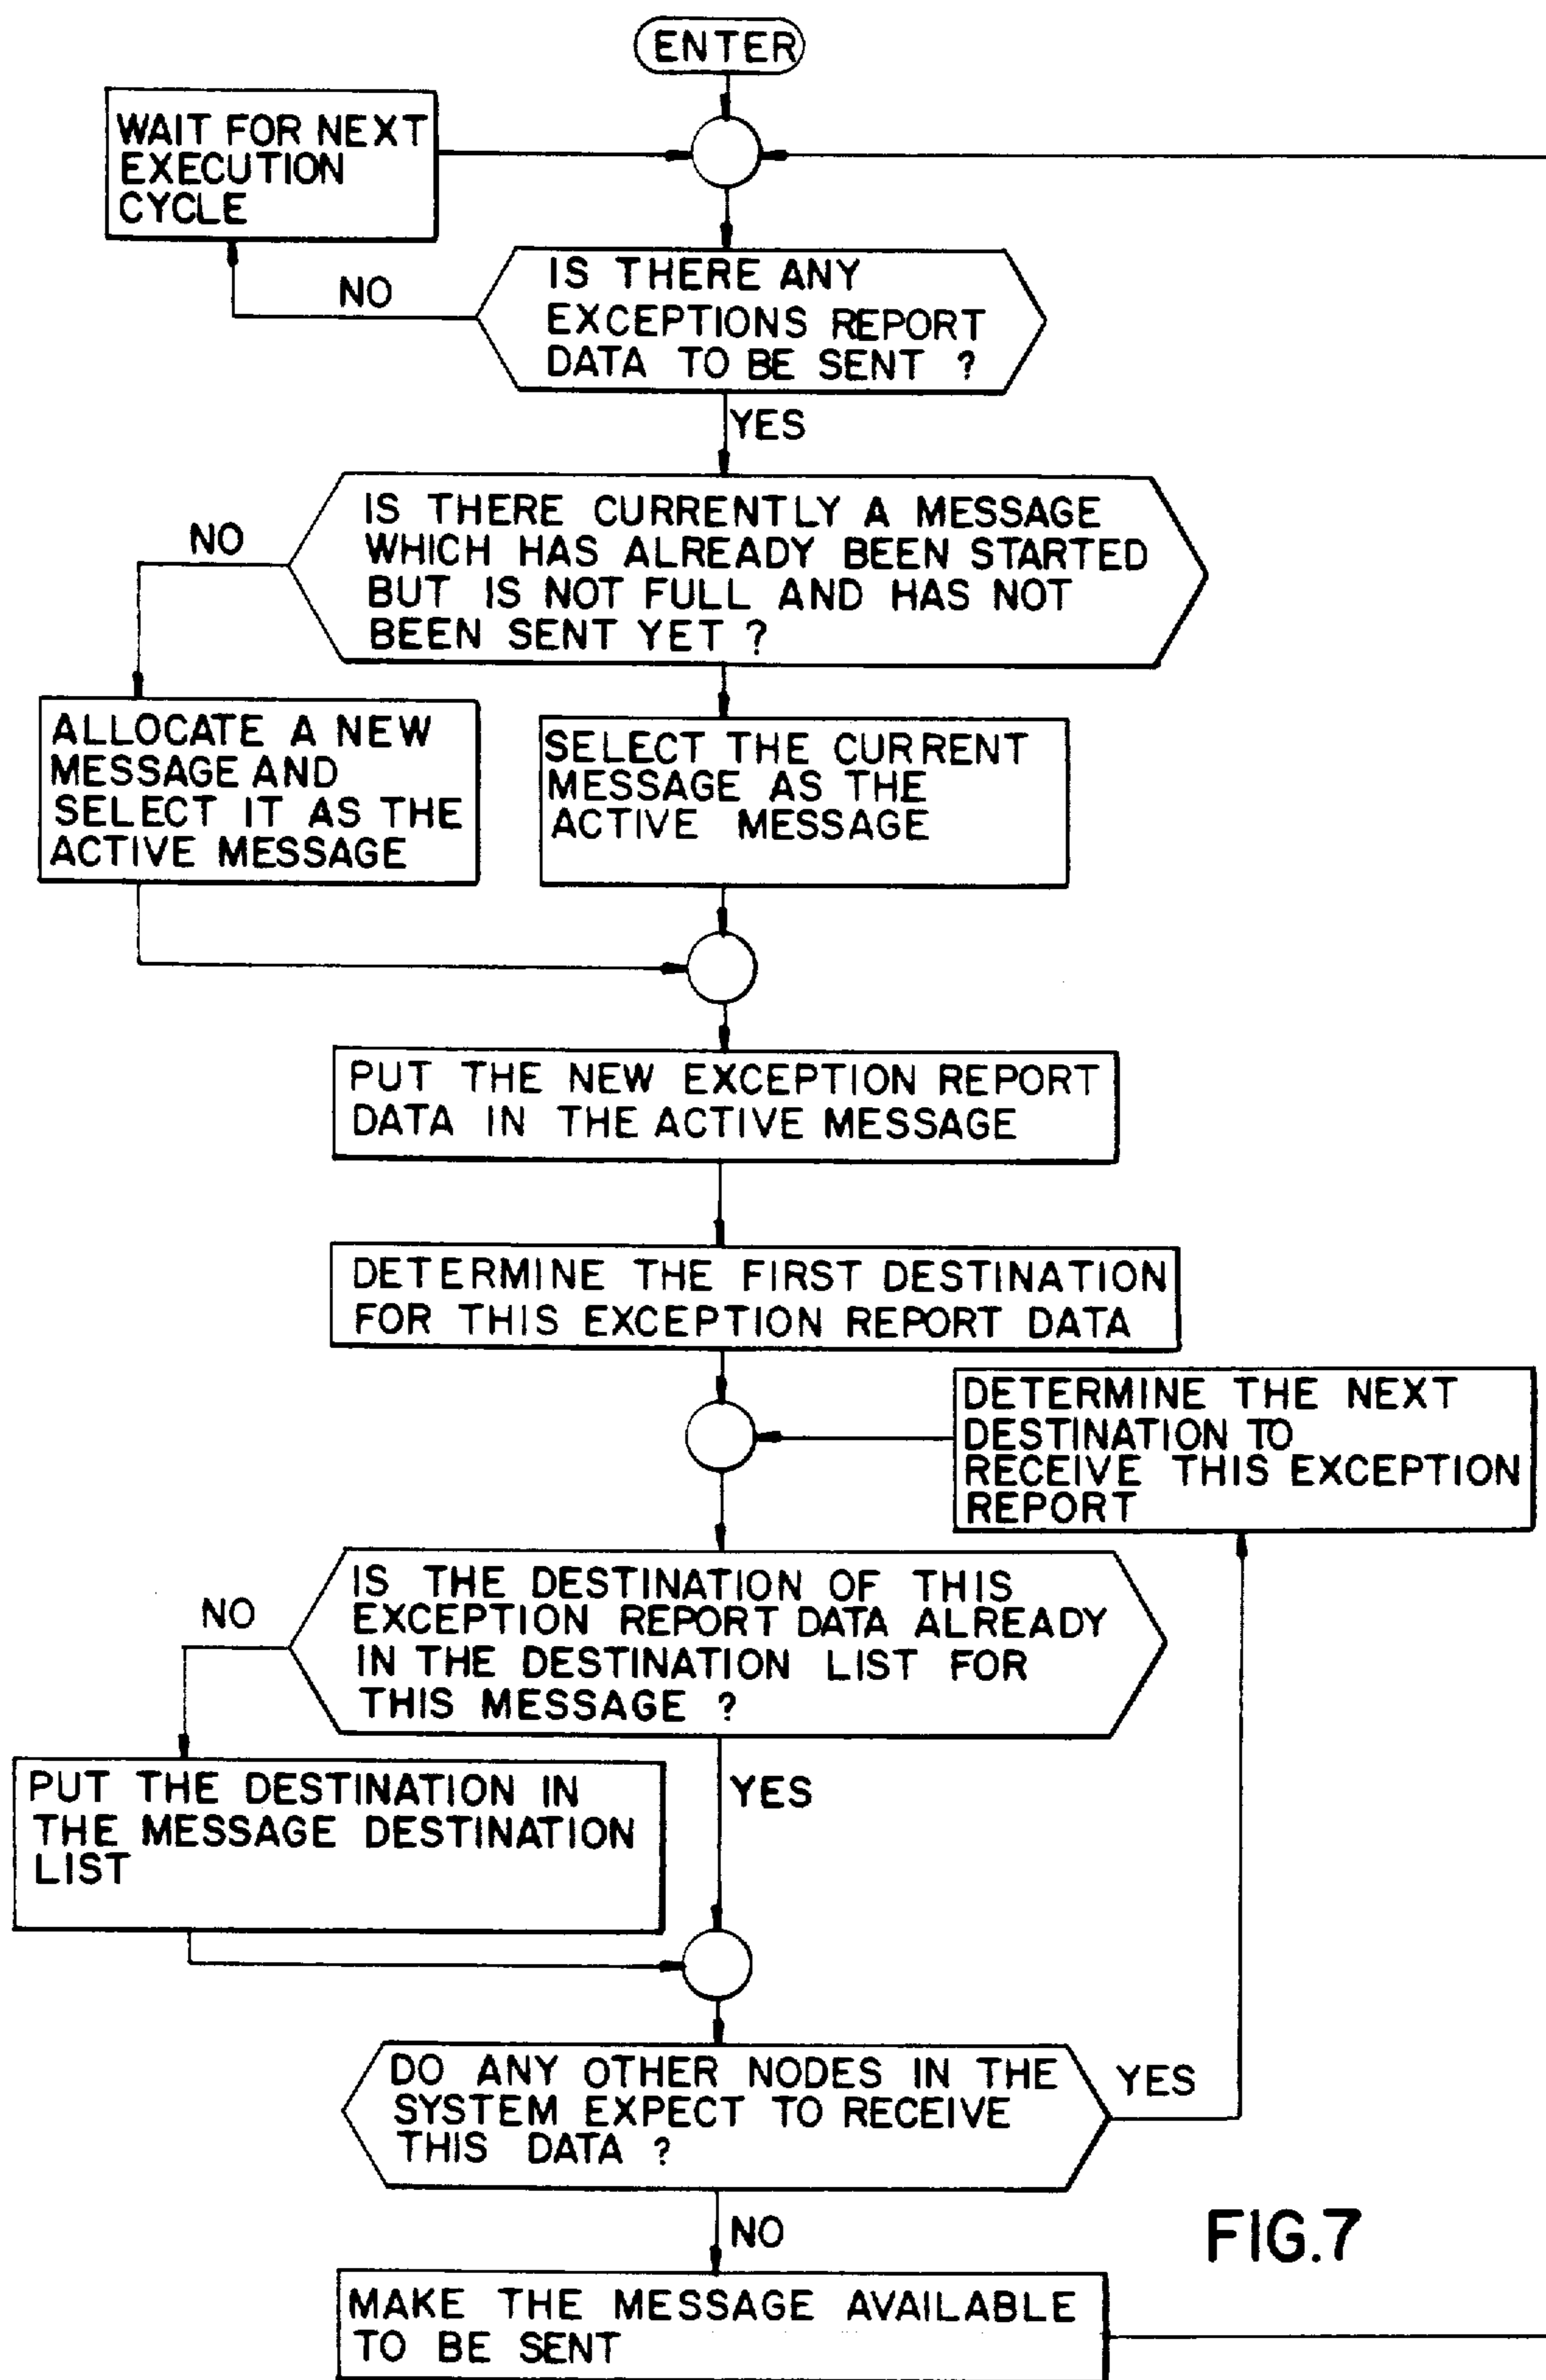 ENTER
WAIT FOR NEXT
EXECUTION
CYCLE
IS THERE ANY
EXCEPTIONS REPORT
DATA TO BE SENT ?
NO
YES
IS THERE CURRENTLY A MESSAGE
WHICH HAS ALREADY BEEN STARTED
BUT IS NOT FULL AND HAS NOT
BEEN SENT YET ?
NO
ALLOCATE A NEW
MESSAGE AND
SELECT IT AS THE
ACTIVE MESSAGE
SELECT THE CURRENT
MESSAGE AS THE
ACTIVE MESSAGE
PUT THE NEW EXCEPTION REPORT
DATA IN THE ACTIVE MESSAGE
DETERMINE THE FIRST DESTINATION
FOR THIS EXCEPTION REPORT DATA
DETERMINE THE NEXT
DESTINATION TO
RECEIVE THIS EXCEPTION
REPORT
IS THE DESTINATION OF THIS
EXCEPTION REPORT DATA ALREADY
IN THE DESTINATION LIST FOR
THIS MESSAGE ?
NO
YES
PUT THE DESTINATION IN
THE MESSAGE DESTINATION
LIST
DO ANY OTHER NODES IN THE
SYSTEM EXPECT TO RECEIVE
THIS DATA ?
YES
NO
FIG.7
MAKE THE MESSAGE AVAILABLE
TO BE SENT